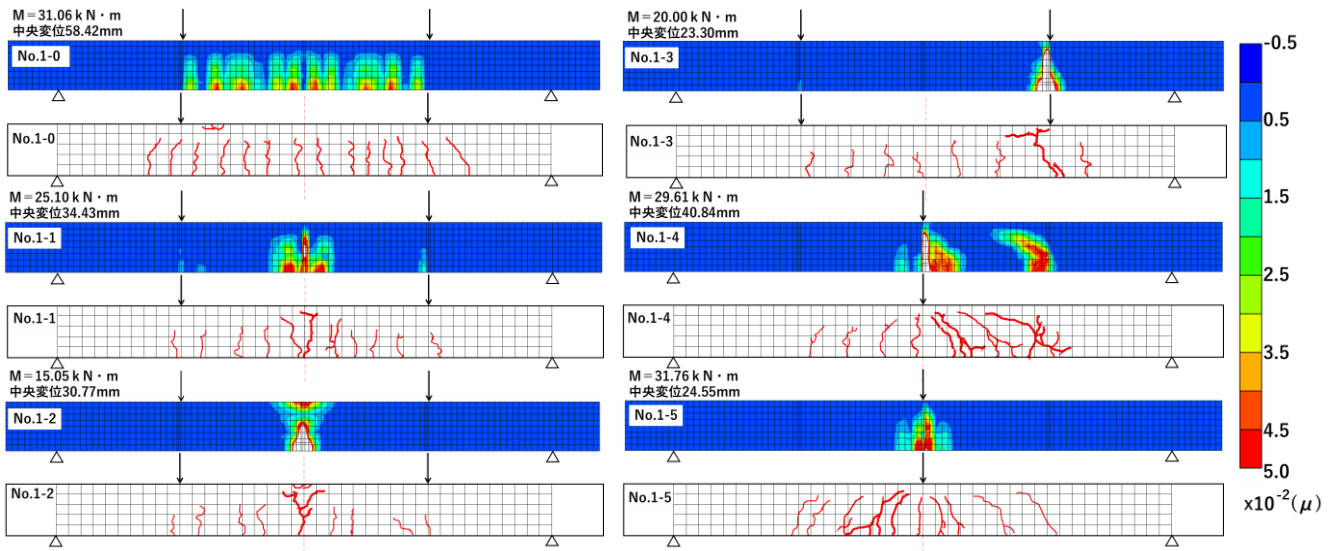 M＝31.06ｋN・m
中央変位58.42mm
No.1-0
No.1-0
M＝25.10ｋN・m
中央変位34.43mm
No.1-1
No.1-1
M＝15.05ｋN・m
中央変位30.77mm
No.1-2
No.1-2
M＝20.00ｋN・m
中央変位23.30mm
No.1-3
No.1-3
M＝29.61ｋN・m
中央変位40.84mm
No.1-4
No.1-4
M＝31.76ｋN・m
中央変位24.55mm
No.1-5
No.1-5
-0.5
0.5
1.5
2.5
3.5
4.5
5.0
x10⁻²(μ)